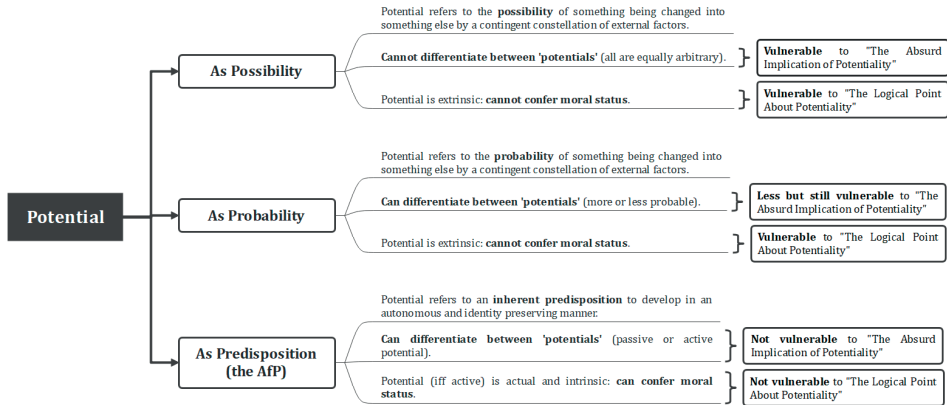 Potential
As Possibility
Potential refers to the possibility of something being changed into
something else by a contingent constellation of external factors.
Cannot differentiate between 'potentials' (all are equally arbitrary).
Vulnerable to "The Absurd
Implication of Potentiality"
Potential is extrinsic: cannot confer moral status.
Vulnerable to "The Logical Point
About Potentiality"
As Probability
Potential refers to the probability of something being changed into
something else by a contingent constellation of external factors.
Can differentiate between 'potentials' (more or less probable).
Less but still vulnerable to "The
Absurd Implication of Potentiality"
Potential is extrinsic: cannot confer moral status.
Vulnerable to "The Logical Point
About Potentiality"
As Predisposition
(the AfP)
Potential refers to an inherent predisposition to develop in an
autonomous and identity preserving manner.
Can differentiate between 'potentials' (passive or active
potential).
Not vulnerable to "The Absurd
Implication of Potentiality"
Potential (iff active) is actual and intrinsic: can confer moral
status.
Not vulnerable to "The Logical Point
About Potentiality"